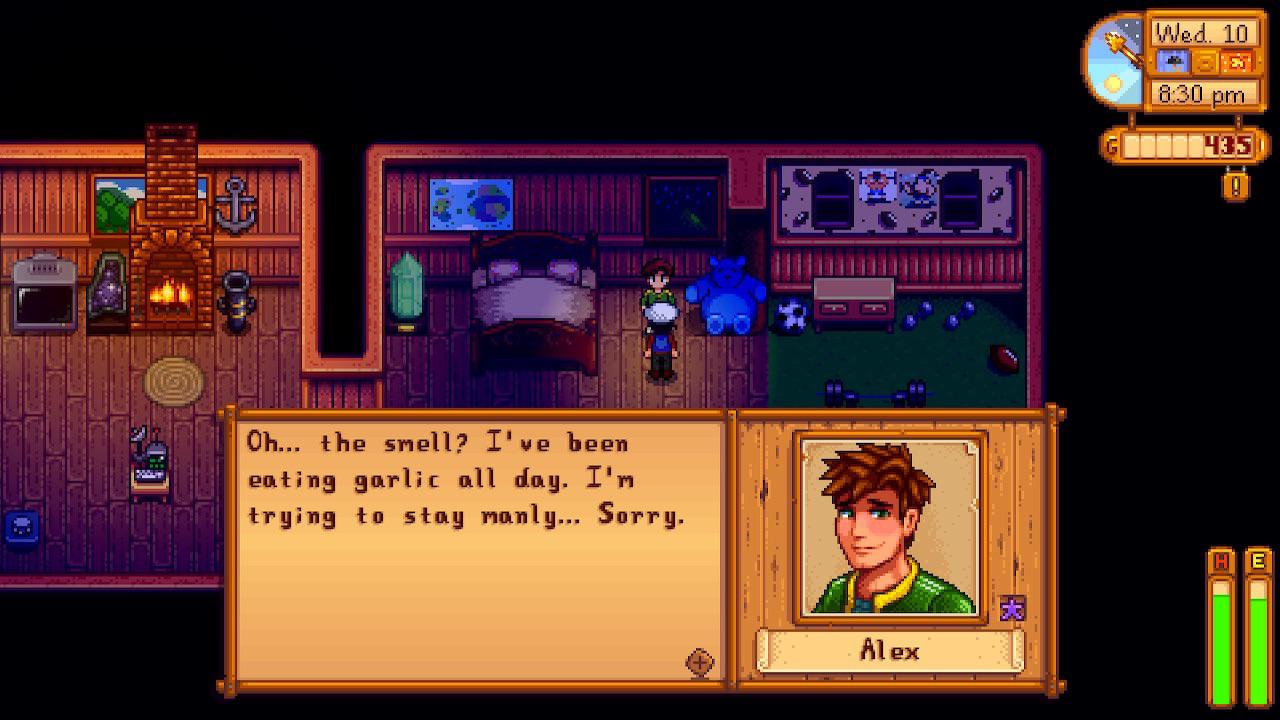 Wed. 10
8:30 pm
G 435
!
Oh... the smell? I've been
eating garlic all day. I'm
trying to stay manly... Sorry.
Alex
H E